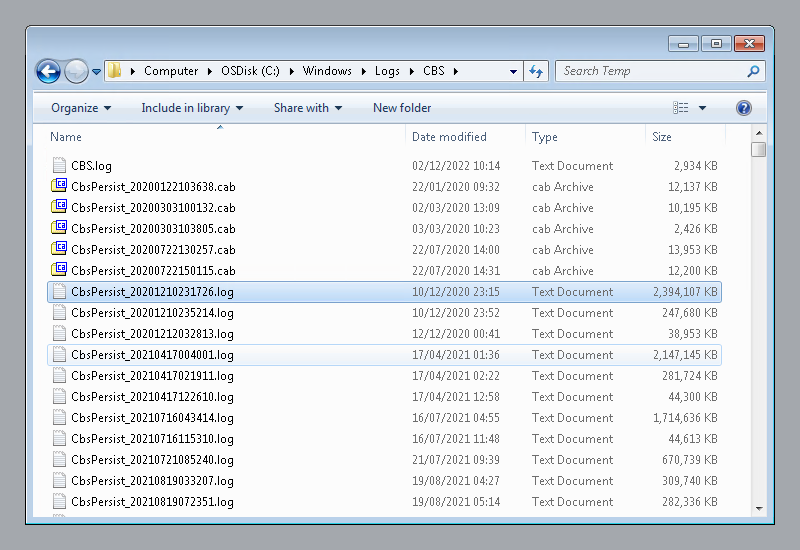 Computer OSDisk (C:) Windows Logs CBS Search Temp
Organize Include in library Share with New folder
Name Date modified Type Size
CBS.log 02/12/2022 10:14 Text Document 2,934 KB
CbsPersist_20200122103638.cab 22/01/2020 09:32 cab Archive 12,137 KB
CbsPersist_20200303100132.cab 02/03/2020 13:09 cab Archive 10,195 KB
CbsPersist_20200303103805.cab 03/03/2020 10:23 cab Archive 2,426 KB
CbsPersist_20200722130257.cab 22/07/2020 14:00 cab Archive 13,953 KB
CbsPersist_20200722150115.cab 22/07/2020 14:31 cab Archive 12,200 KB
CbsPersist_20201210231726.log 10/12/2020 23:15 Text Document 2,394,107 KB
CbsPersist_20201210235214.log 10/12/2020 23:52 Text Document 247,680 KB
CbsPersist_20201212032813.log 12/12/2020 00:41 Text Document 38,953 KB
CbsPersist_20210417004001.log 17/04/2021 01:36 Text Document 2,147,145 KB
CbsPersist_20210417021911.log 17/04/2021 02:22 Text Document 281,724 KB
CbsPersist_20210417122610.log 17/04/2021 12:58 Text Document 44,300 KB
CbsPersist_20210716043414.log 16/07/2021 04:55 Text Document 1,714,636 KB
CbsPersist_20210716115310.log 16/07/2021 11:48 Text Document 44,613 KB
CbsPersist_20210721085240.log 21/07/2021 09:39 Text Document 670,739 KB
CbsPersist_20210819033207.log 19/08/2021 04:27 Text Document 309,740 KB
CbsPersist_20210819072351.log 19/08/2021 05:14 Text Document 282,336 KB